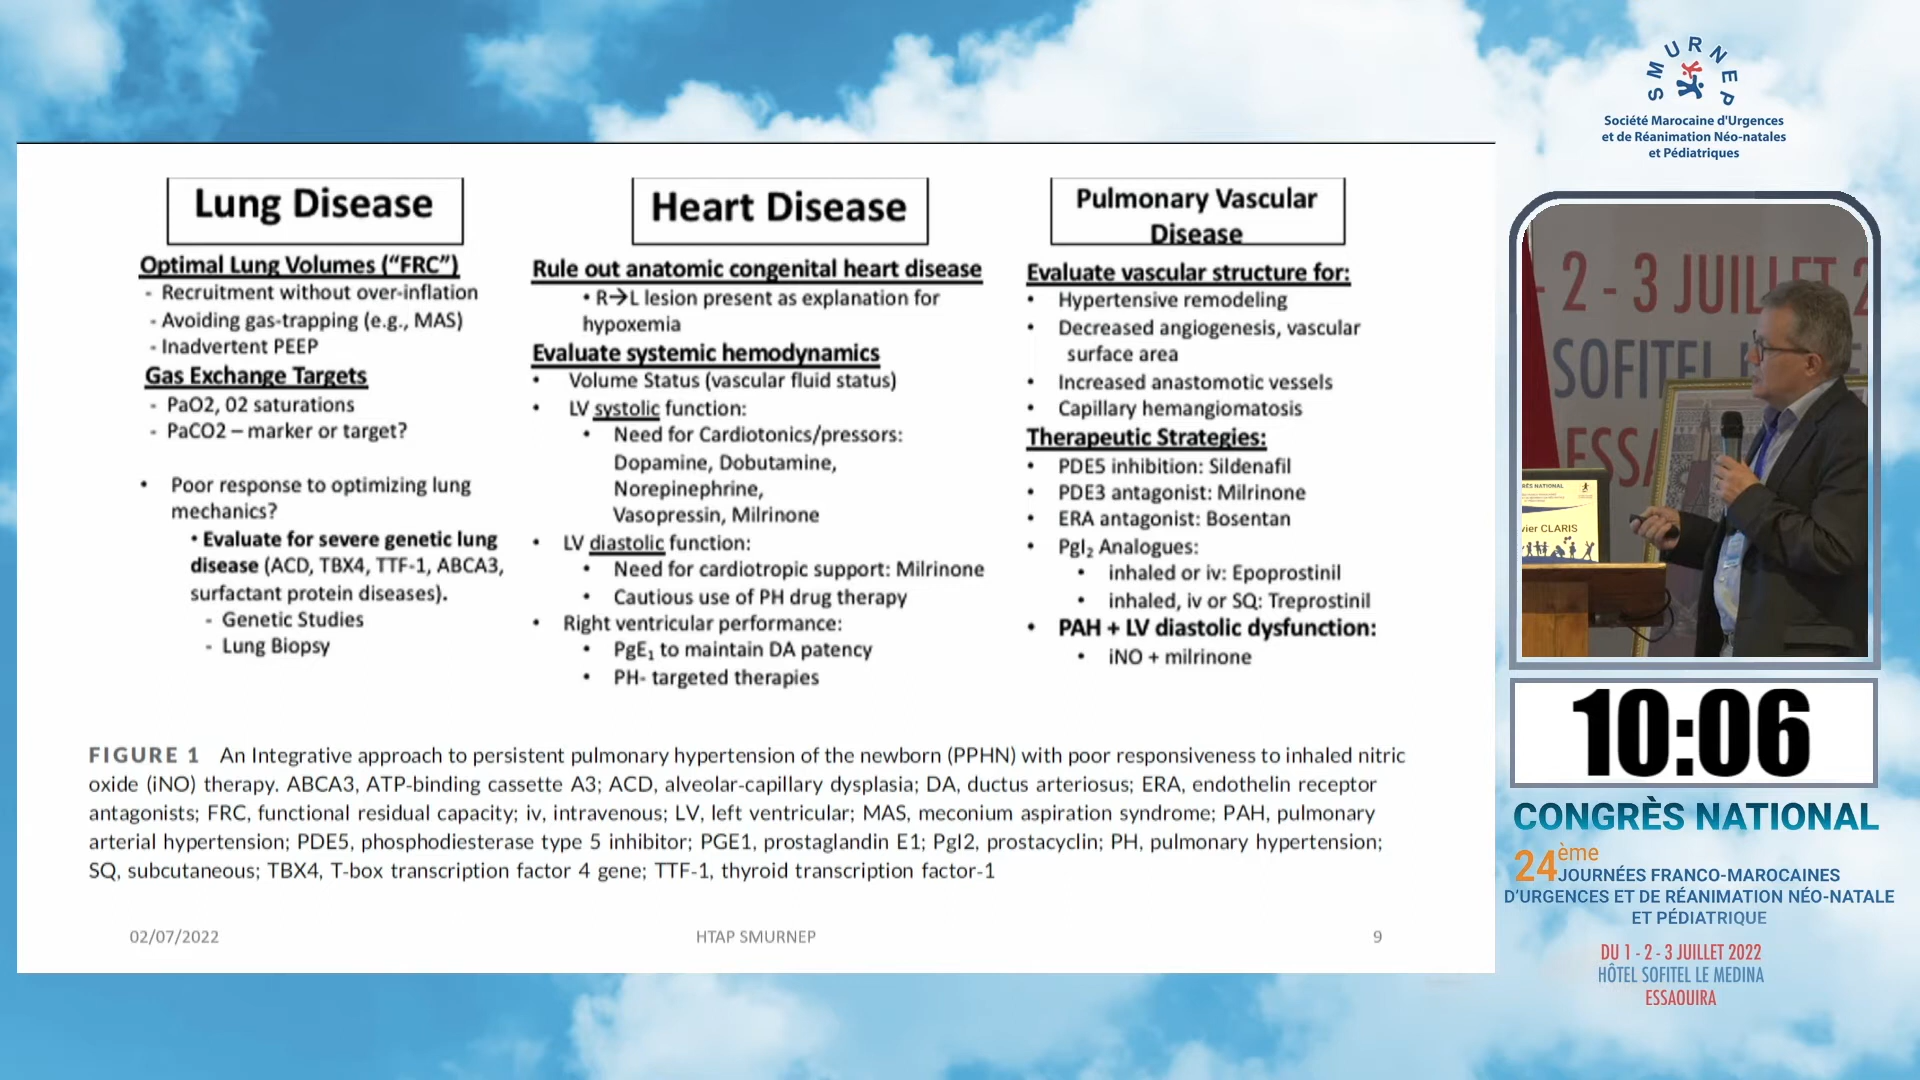 Lung Disease
Optimal Lung Volumes (“FRC”)
- Recruitment without over-inflation
- Avoiding gas-trapping (e.g., MAS)
- Inadvertent PEEP
Gas Exchange Targets
- PaO2, 02 saturations
- PaCO2 – marker or target?
• Poor response to optimizing lung
mechanics?
• Evaluate for severe genetic lung
disease (ACD, TBX4, TTF-1, ABCA3,
surfactant protein diseases).
- Genetic Studies
- Lung Biopsy
Heart Disease
Rule out anatomic congenital heart disease
• R→L lesion present as explanation for
hypoxemia
Evaluate systemic hemodynamics
• Volume Status (vascular fluid status)
• LV systolic function:
• Need for Cardiotonics/pressors:
Dopamine, Dobutamine,
Norepinephrine,
Vasopressin, Milrinone
• LV diastolic function:
• Need for cardiotropic support: Milrinone
• Cautious use of PH drug therapy
• Right ventricular performance:
• PgE₁ to maintain DA patency
• PH- targeted therapies
Pulmonary Vascular
Disease
Evaluate vascular structure for:
• Hypertensive remodeling
• Decreased angiogenesis, vascular
surface area
• Increased anastomotic vessels
• Capillary hemangiomatosis
Therapeutic Strategies:
• PDE5 inhibition: Sildenafil
• PDE3 antagonist: Milrinone
• ERA antagonist: Bosentan
• PgI₂ Analogues:
• inhaled or iv: Epoprostinil
• inhaled, iv or SQ: Treprostinil
• PAH + LV diastolic dysfunction:
• iNO + milrinone
FIGURE 1 An Integrative approach to persistent pulmonary hypertension of the newborn (PPHN) with poor responsiveness to inhaled nitric
oxide (iNO) therapy. ABCA3, ATP-binding cassette A3; ACD, alveolar-capillary dysplasia; DA, ductus arteriosus; ERA, endothelin receptor
antagonists; FRC, functional residual capacity; iv, intravenous; LV, left ventricular; MAS, meconium aspiration syndrome; PAH, pulmonary
arterial hypertension; PDE5, phosphodiesterase type 5 inhibitor; PGE1, prostaglandin E1; PgI2, prostacyclin; PH, pulmonary hypertension;
SQ, subcutaneous; TBX4, T-box transcription factor 4 gene; TTF-1, thyroid transcription factor-1
02/07/2022
HTAP SMURNEP
9
SMURNEP
Société Marocaine d'Urgences
et de Réanimation Néo-natales
et Pédiatriques
- 2 - 3 JUILLET 2
SOFITEL LE
ESSA
GRÈS NATIONAL
vier CLARIS
10:06
CONGRÈS NATIONAL
24ème
JOURNÉES FRANCO-MAROCAINES
D'URGENCES ET DE RÉANIMATION NÉO-NATALE
ET PÉDIATRIQUE
DU 1 - 2 - 3 JUILLET 2022
HÔTEL SOFITEL LE MEDINA
ESSAOUIRA